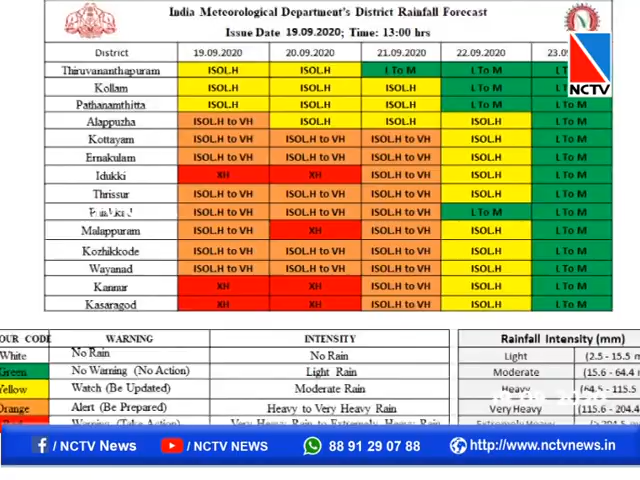 India Meteorological Department's District Rainfall Forecast
Issue Date 19.09.2020; Time: 13:00 hrs
District 19.09.2020 20.09.2020 21.09.2020 22.09.2020 23.0
NCTV
Thiruvananthapuram ISOL.H ISOL.H L To M L To M L To M
Kollam ISOL.H ISOL.H ISOL.H L To M L To M
Pathanamthitta ISOL.H ISOL.H ISOL.H L To M L To M
Alappuzha ISOL.H to VH ISOL.H ISOL.H ISOL.H L To M
Kottayam ISOL.H to VH ISOL.H to VH ISOL.H to VH ISOL.H L To M
Ernakulam ISOL.H to VH ISOL.H to VH ISOL.H to VH ISOL.H L To M
Idukki XH XH ISOL.H to VH ISOL.H L To M
Thrissur ISOL.H to VH ISOL.H to VH ISOL.H to VH ISOL.H L To M
ISOL.H to VH ISOL.H to VH ISOL.H to VH L To M L To M
Malappuram ISOL.H to VH XH ISOL.H to VH ISOL.H L To M
Kozhikkode ISOL.H to VH ISOL.H to VH ISOL.H to VH ISOL.H L To M
Wayanad ISOL.H to VH ISOL.H to VH ISOL.H to VH ISOL.H L To M
Kannur XH XH ISOL.H to VH ISOL.H L To M
Kasaragod XH XH ISOL.H to VH ISOL.H L To M
OUR CODE WARNING INTENSITY
White No Rain No Rain
Green No Warning (No Action) Light Rain
Yellow Watch (Be Updated) Moderate Rain
Orange Alert (Be Prepared) Heavy to Very Heavy Rain
Warning (Take Action) Very Heavy Rain to Extremely Heavy Rain
Rainfall Intensity (mm)
Light (2.5 - 15.5 m
Moderate (15.6 - 64.4
Heavy (64.5 - 115.5
Very Heavy (115.6 - 204.4
Extremely Heavy
/ NCTV News / NCTV NEWS 88 91 29 07 88 http://www.nctvnews.in